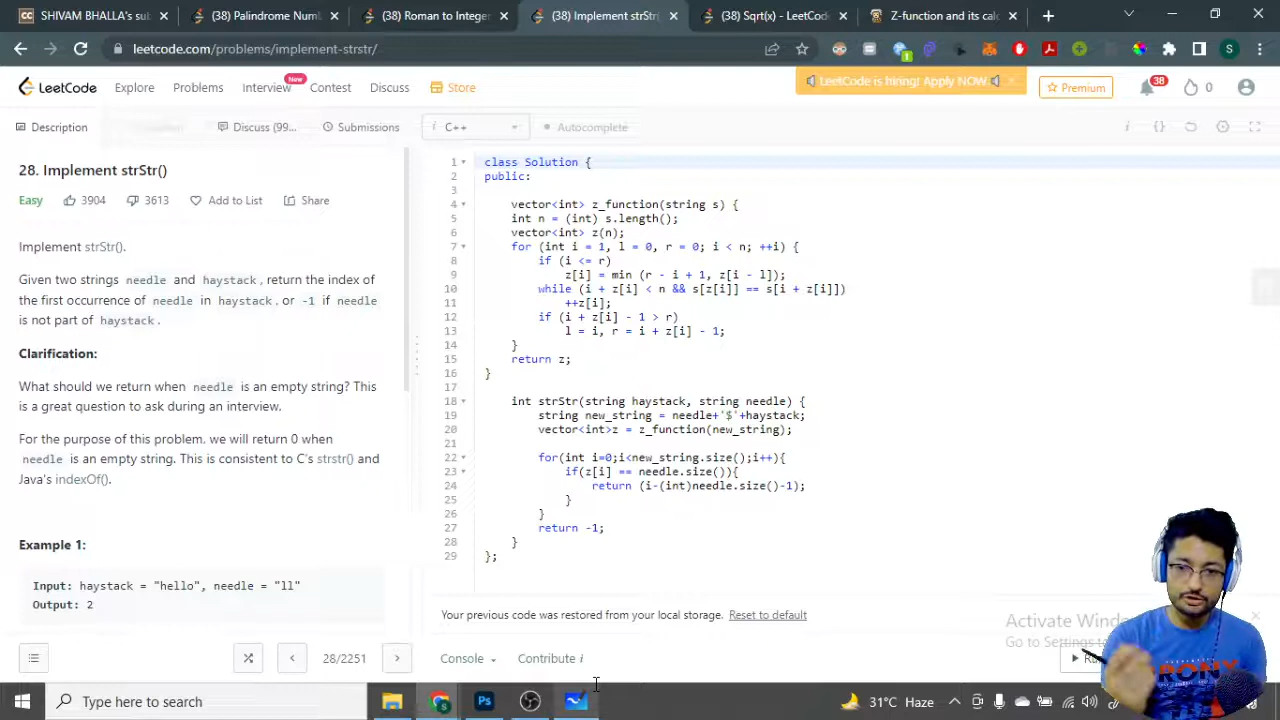 SHIVAM BHALLA's sub
(38) Palindrome Num
(38) Roman to Integer
(38) Implement strStr(
(38) Sqrt(x) - LeetCode
Z-function and its calc
leetcode.com/problems/implement-strstr/
S
LeetCode
Explore
Problems
Interview
New
Contest
Discuss
Store
LeetCode is hiring! Apply NOW
Premium
38
0
Description
Discuss (99...
Submissions
i C++
Autocomplete
28. Implement strStr()
Easy
3904
3613
Add to List
Share
Implement strStr().
Given two strings needle and haystack, return the index of
the first occurrence of needle in haystack, or -1 if needle
is not part of haystack.
Clarification:
What should we return when needle is an empty string? This
is a great question to ask during an interview.
For the purpose of this problem, we will return 0 when
needle is an empty string. This is consistent to C's strstr() and
Java's indexOf().
Example 1:
Input: haystack = "hello", needle = "ll"
Output: 2
28/2251
1 class Solution {
2 public:
3
4 vector<int> z_function(string s) {
5 int n = (int) s.length();
6 vector<int> z(n);
7 for (int i = 1, l = 0, r = 0; i < n; ++i) {
8 if (i <= r)
9 z[i] = min (r - i + 1, z[i - l]);
10 while (i + z[i] < n && s[z[i]] == s[i + z[i]])
11 ++z[i];
12 if (i + z[i] - 1 > r)
13 l = i, r = i + z[i] - 1;
14 }
15 return z;
16 }
17
18 int strStr(string haystack, string needle) {
19 string new_string = needle+'$'+haystack;
20 vector<int>z = z_function(new_string);
21
22 for(int i=0;i<new_string.size();i++){
23 if(z[i] == needle.size()){
24 return (i-(int)needle.size()-1);
25 }
26 }
27 return -1;
28 }
29 };
Your previous code was restored from your local storage. Reset to default
Activate Wind
Go to Settings to
Console
Contribute i
Type here to search
31°C Haze